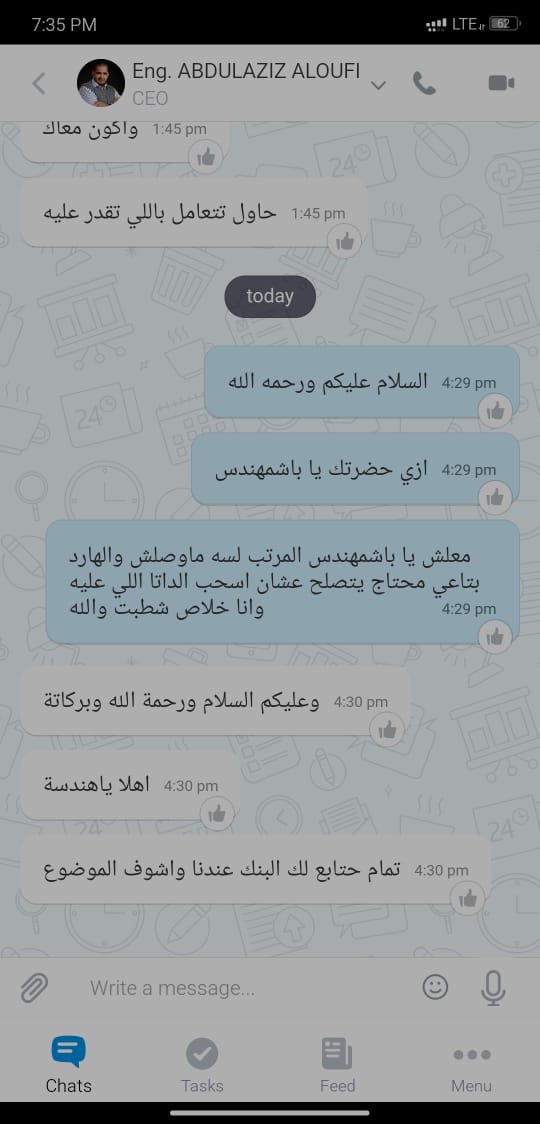 7:35 PM
LTE 62
Eng. ABDULAZIZ ALOUFI
CEO
واكون معاك 1:45 pm
حاول تتعامل باللي تقدر عليه 1:45 pm
today
السلام عليكم ورحمه الله 4:29 pm
ازي حضرتك يا باشمهندس 4:29 pm
معلش يا باشمهندس المرتب لسه ماوصلش والهارد
بتاعي محتاج يتصلح عشان اسحب الداتا اللي عليه
وانا خلاص شطبت والله 4:29 pm
وعليكم السلام ورحمة الله وبركاتة 4:30 pm
اهلا ياهندسة 4:30 pm
تمام حتابع لك البنك عندنا واشوف الموضوع 4:30 pm
Write a message...
Chats
Tasks
Feed
Menu